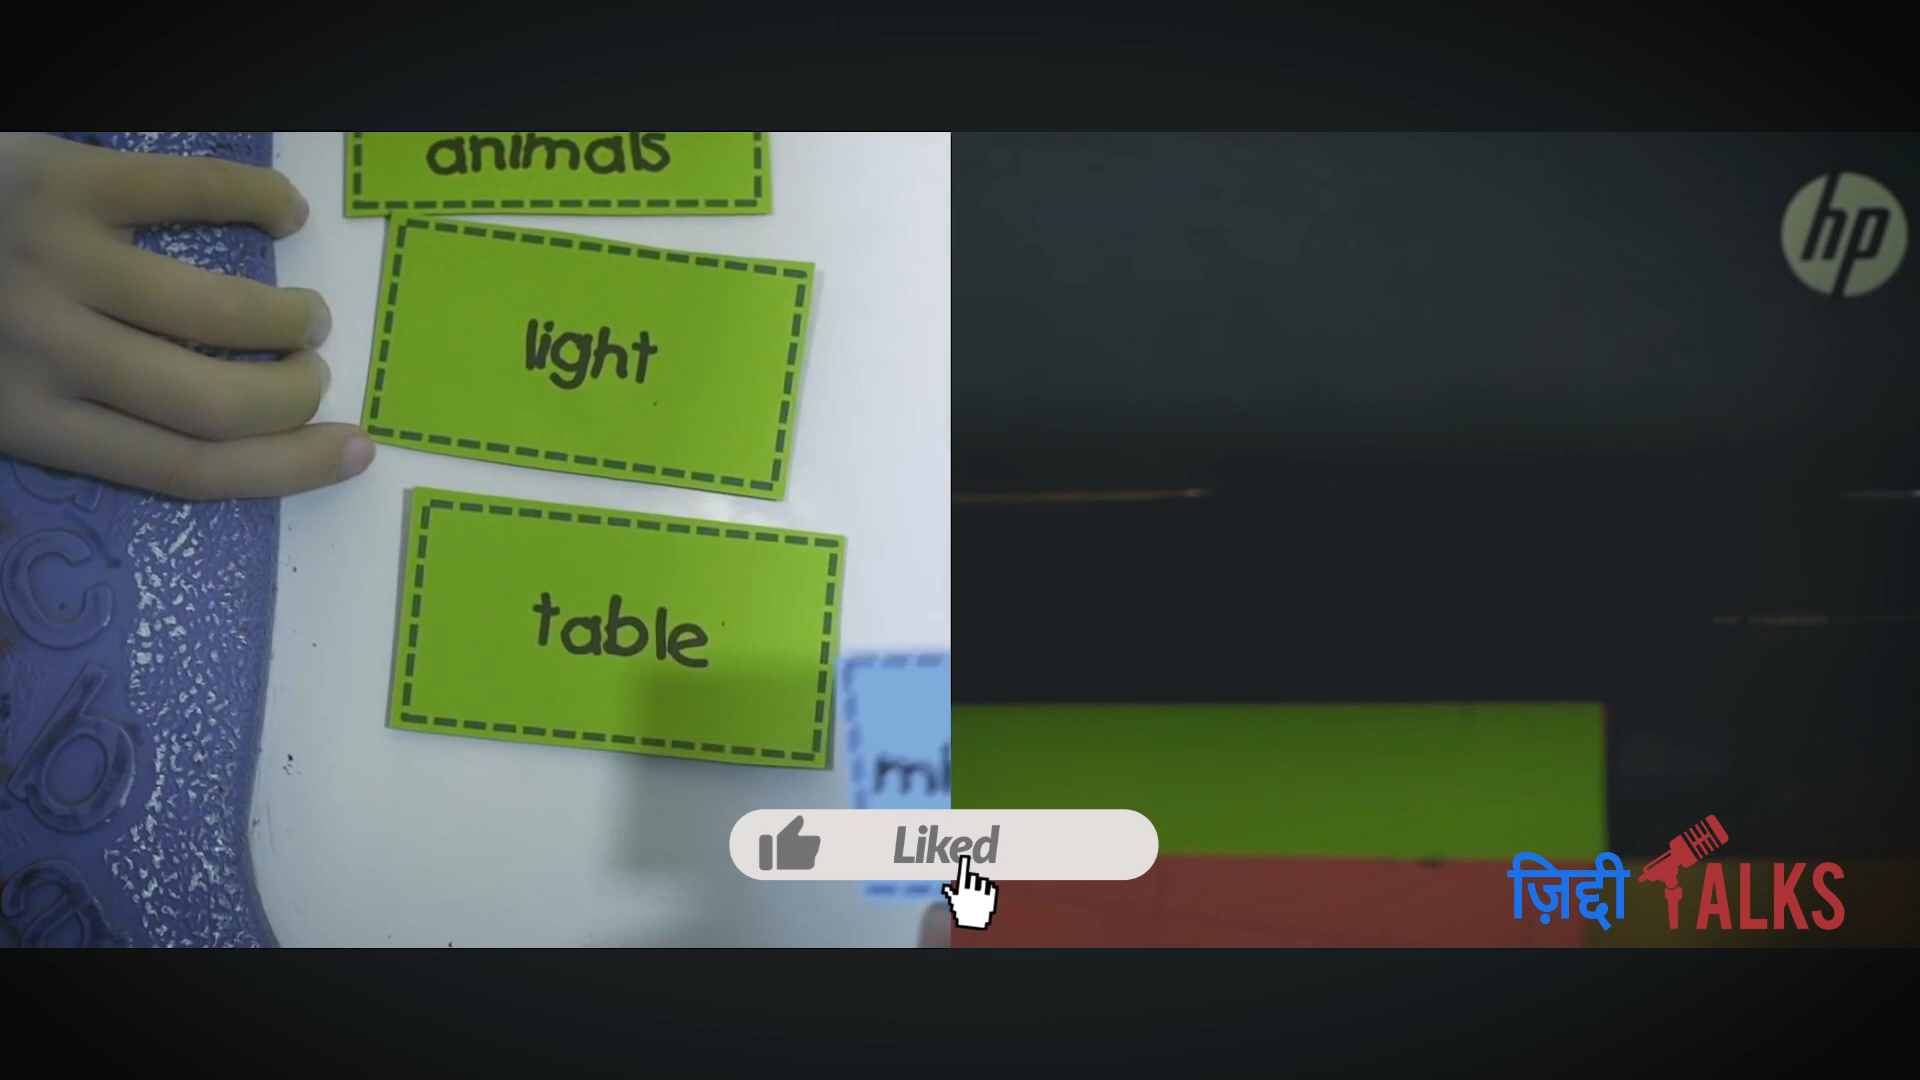 animals
light
table
hp
Liked
ज़िद्दी TALKS
c
b
a